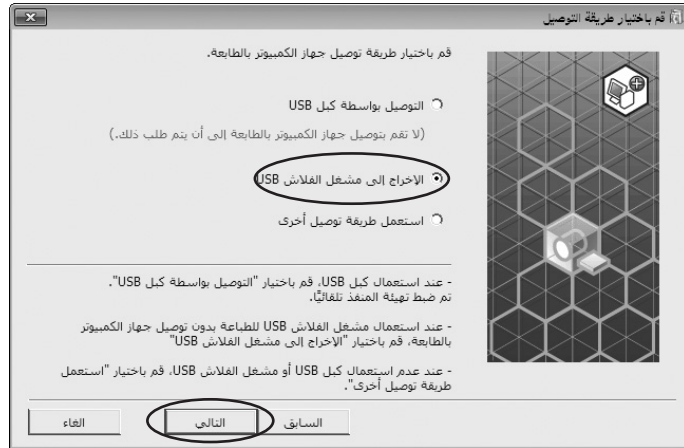 قم باختيار طريقة التوصيل
قم باختيار طريقة توصيل جهاز الكمبيوتر بالطابعة.
التوصيل بواسطة كبل USB
(لا تقم بتوصيل جهاز الكمبيوتر بالطابعة إلى أن يتم طلب ذلك.)
الإخراج إلى مشغل الفلاش USB
استعمل طريقة توصيل أخرى
- عند استعمال كبل USB، قم باختيار "التوصيل بواسطة كبل USB".
تم ضبط تهيئة المنفذ تلقائيًا.
- عند استعمال مشغل الفلاش USB للطباعة بدون توصيل جهاز الكمبيوتر
بالطابعة، قم باختيار "الإخراج إلى مشغل الفلاش USB"
- عند عدم استعمال كبل USB أو مشغل الفلاش USB، قم باختيار "استعمل
طريقة توصيل أخرى".
السابق
التالي
الغاء